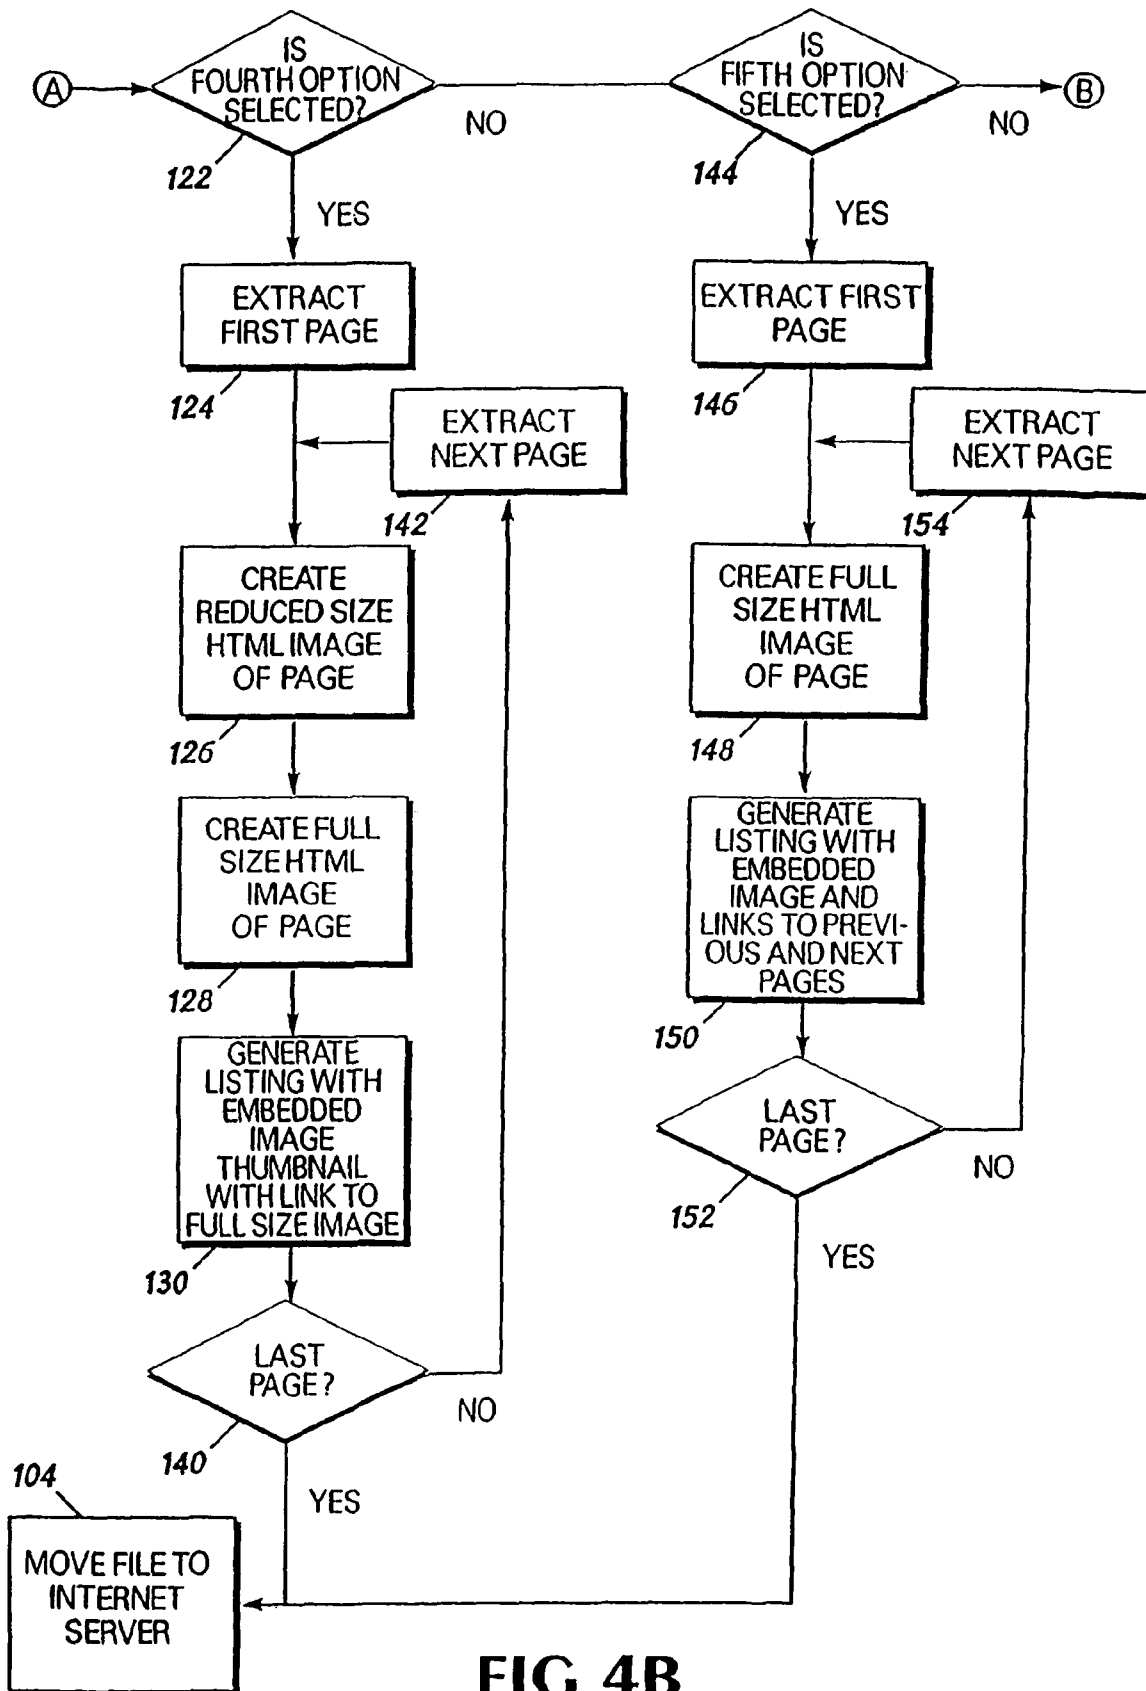 IS
FOURTH OPTION
SELECTED?
IS
FIFTH OPTION
SELECTED?
A
B
NO
NO
122
144
YES
YES
EXTRACT
FIRST PAGE
EXTRACT FIRST
PAGE
124
146
EXTRACT
NEXT PAGE
EXTRACT
NEXT PAGE
142
154
CREATE
REDUCED SIZE
HTML IMAGE
OF PAGE
CREATE FULL
SIZE HTML
IMAGE
OF PAGE
126
148
CREATE FULL
SIZE HTML
IMAGE
OF PAGE
GENERATE
LISTING WITH
EMBEDDED
IMAGE AND
LINKS TO PREVI-
OUS AND NEXT
PAGES
128
150
GENERATE
LISTING WITH
EMBEDDED
IMAGE
THUMBNAIL
WITH LINK TO
FULL SIZE IMAGE
LAST
PAGE?
NO
152
130
YES
LAST
PAGE?
NO
140
104
YES
MOVE FILE TO
INTERNET
SERVER
FIG 4B